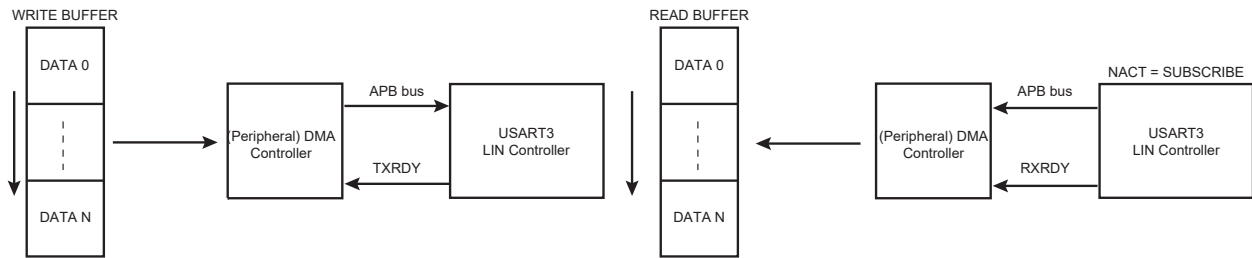 WRITE BUFFER
DATA 0
DATA N
(Peripheral) DMA
Controller
APB bus
TXRDY
USART3
LIN Controller
READ BUFFER
DATA 0
DATA N
(Peripheral) DMA
Controller
APB bus
RXRDY
NACT = SUBSCRIBE
USART3
LIN Controller